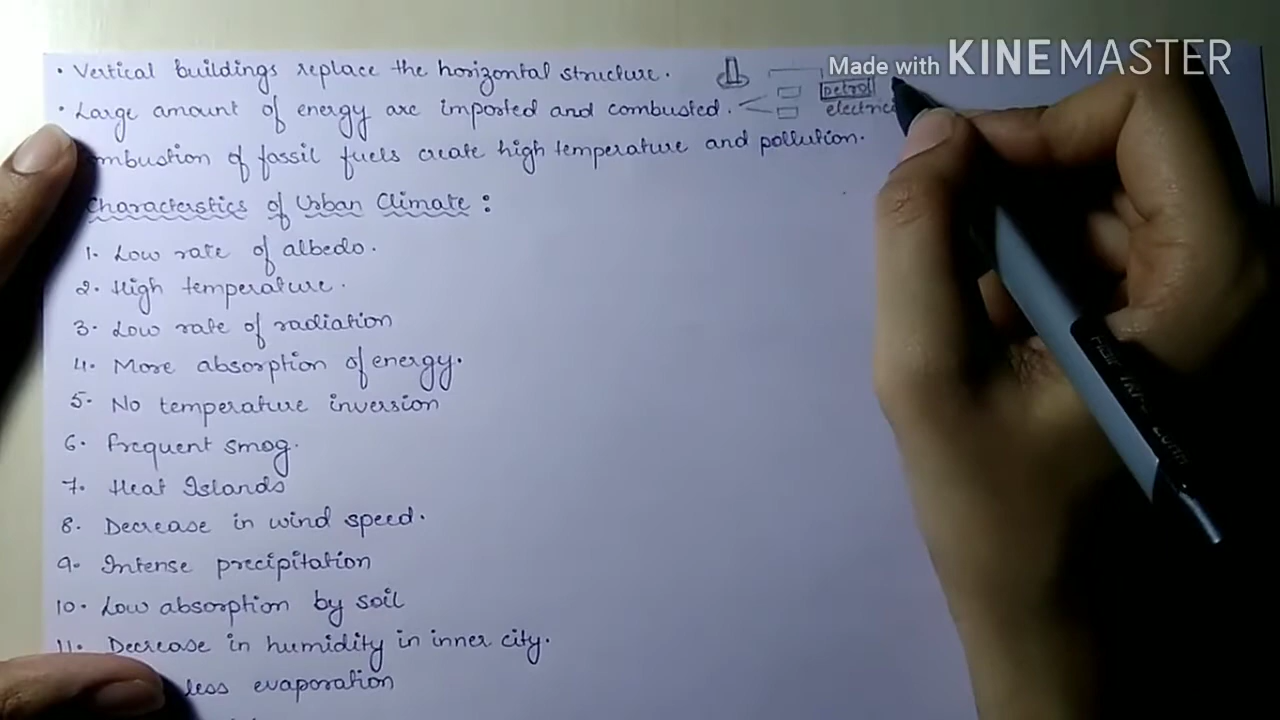 • Vertical buildings replace the horizontal structure.
Made with KINEMASTER
• Large amount of energy are imported and combusted.
petrol
electrica
mbustion of fossil fuels create high temperature and pollution.
Characterstics of Urban Climate :
1. Low rate of albedo.
2. High temperature.
3. Low rate of radiation
4. More absorption of energy.
5. No temperature inversion
6. Frequent smog.
7. Heat Islands
8. Decrease in wind speed.
9. Intense precipitation
10. Low absorption by soil
11. Decrease in humidity in inner city.
less evaporation